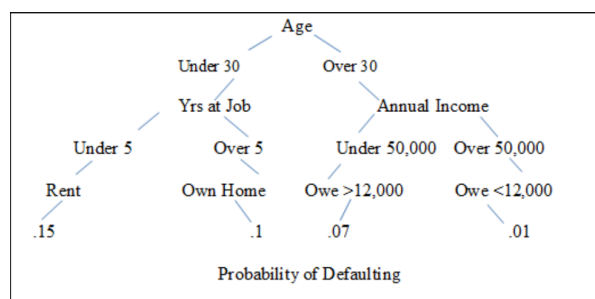 Age
Under 30 Over 30
Yrs at Job Annual Income
Under 5 Over 5 Under 50,000 Over 50,000
Rent Own Home Owe >12,000 Owe <12,000
.15 .1 .07 .01
Probability of Defaulting